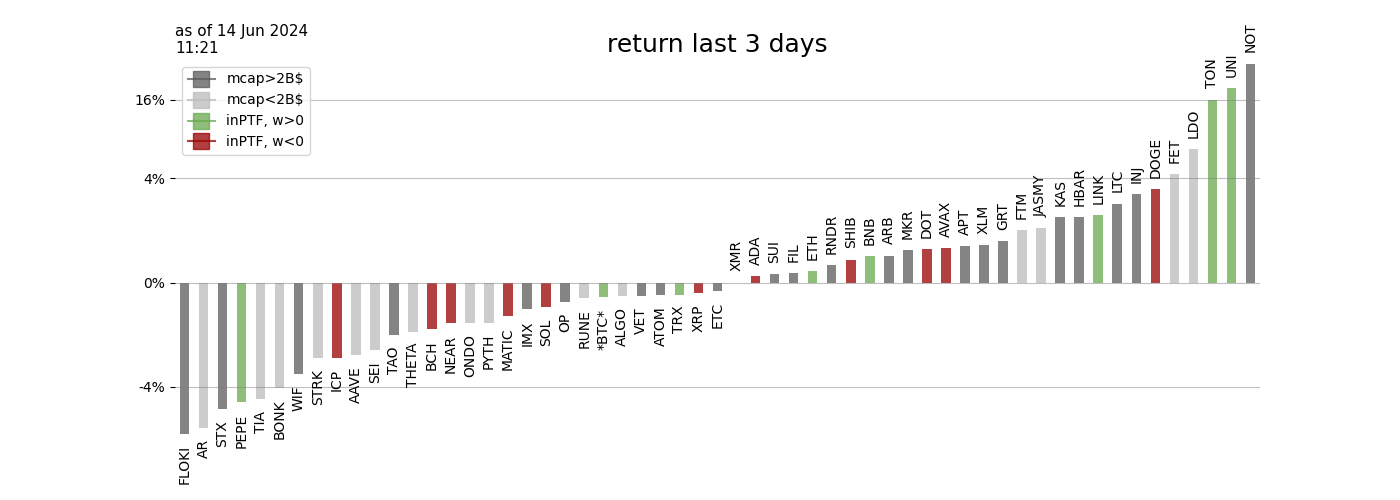 as of 14 Jun 2024
11:21
return last 3 days
mcap>2B$
mcap<2B$
inPTF, w>0
inPTF, w<0
16%
4%
0%
-4%
FLOKI
AR
STX
PEPE
TIA
BONK
WIF
STRK
ICP
AAVE
SEI
TAO
THETA
BCH
NEAR
ONDO
PYTH
MATIC
IMX
SOL
OP
RUNE
*BTC*
ALGO
VET
ATOM
TRX
XRP
ETC
XMR
ADA
SUI
FIL
ETH
RNDR
SHIB
BNB
ARB
MKR
DOT
AVAX
APT
XLM
GRT
FTM
JASMY
KAS
HBAR
LINK
LTC
INJ
DOGE
FET
LDO
TON
UNI
NOT